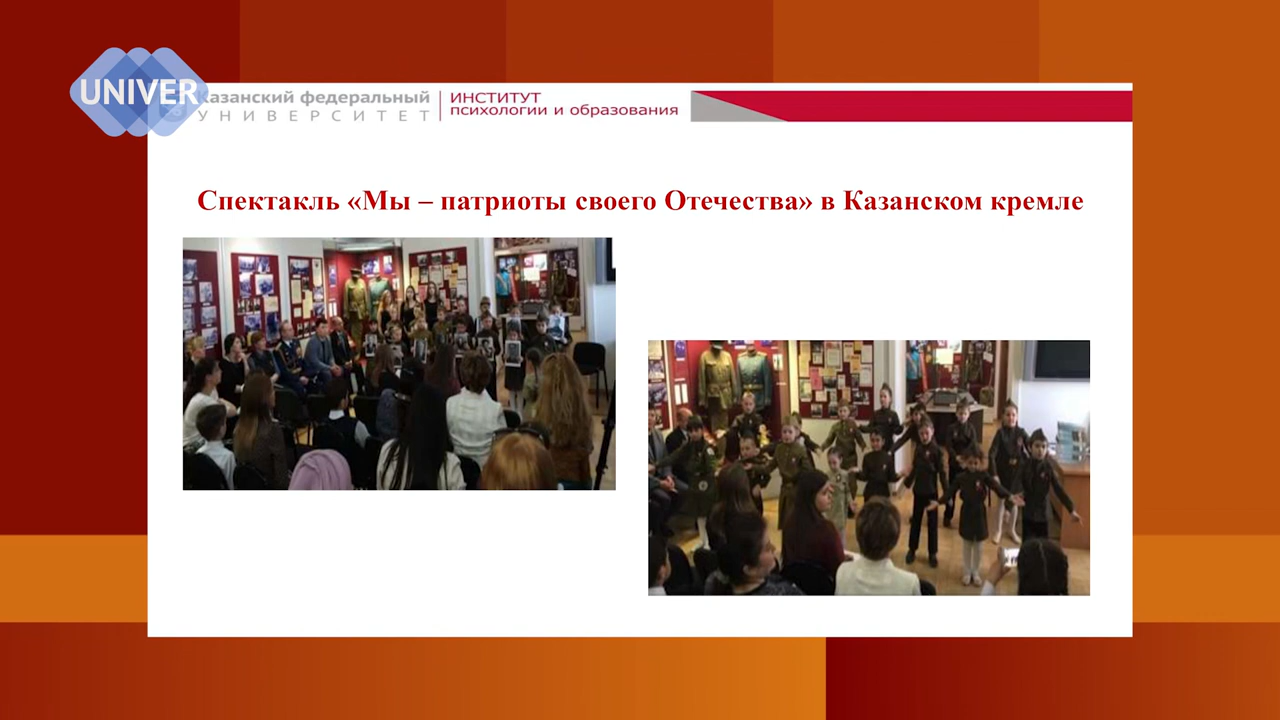 UNIVER
Казанский федеральный
УНИВЕРСИТЕТ
ИНСТИТУТ
психологии и образования
Спектакль «Мы – патриоты своего Отечества» в Казанском кремле